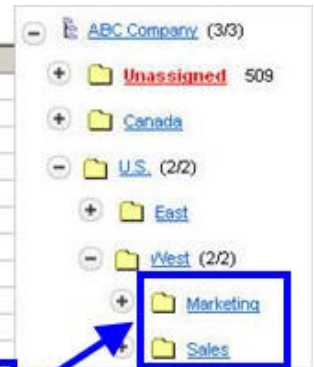 ABC Company (3/3)
Unassigned 509
Canada
U.S. (2/2)
East
West (2/2)
Marketing
Sales